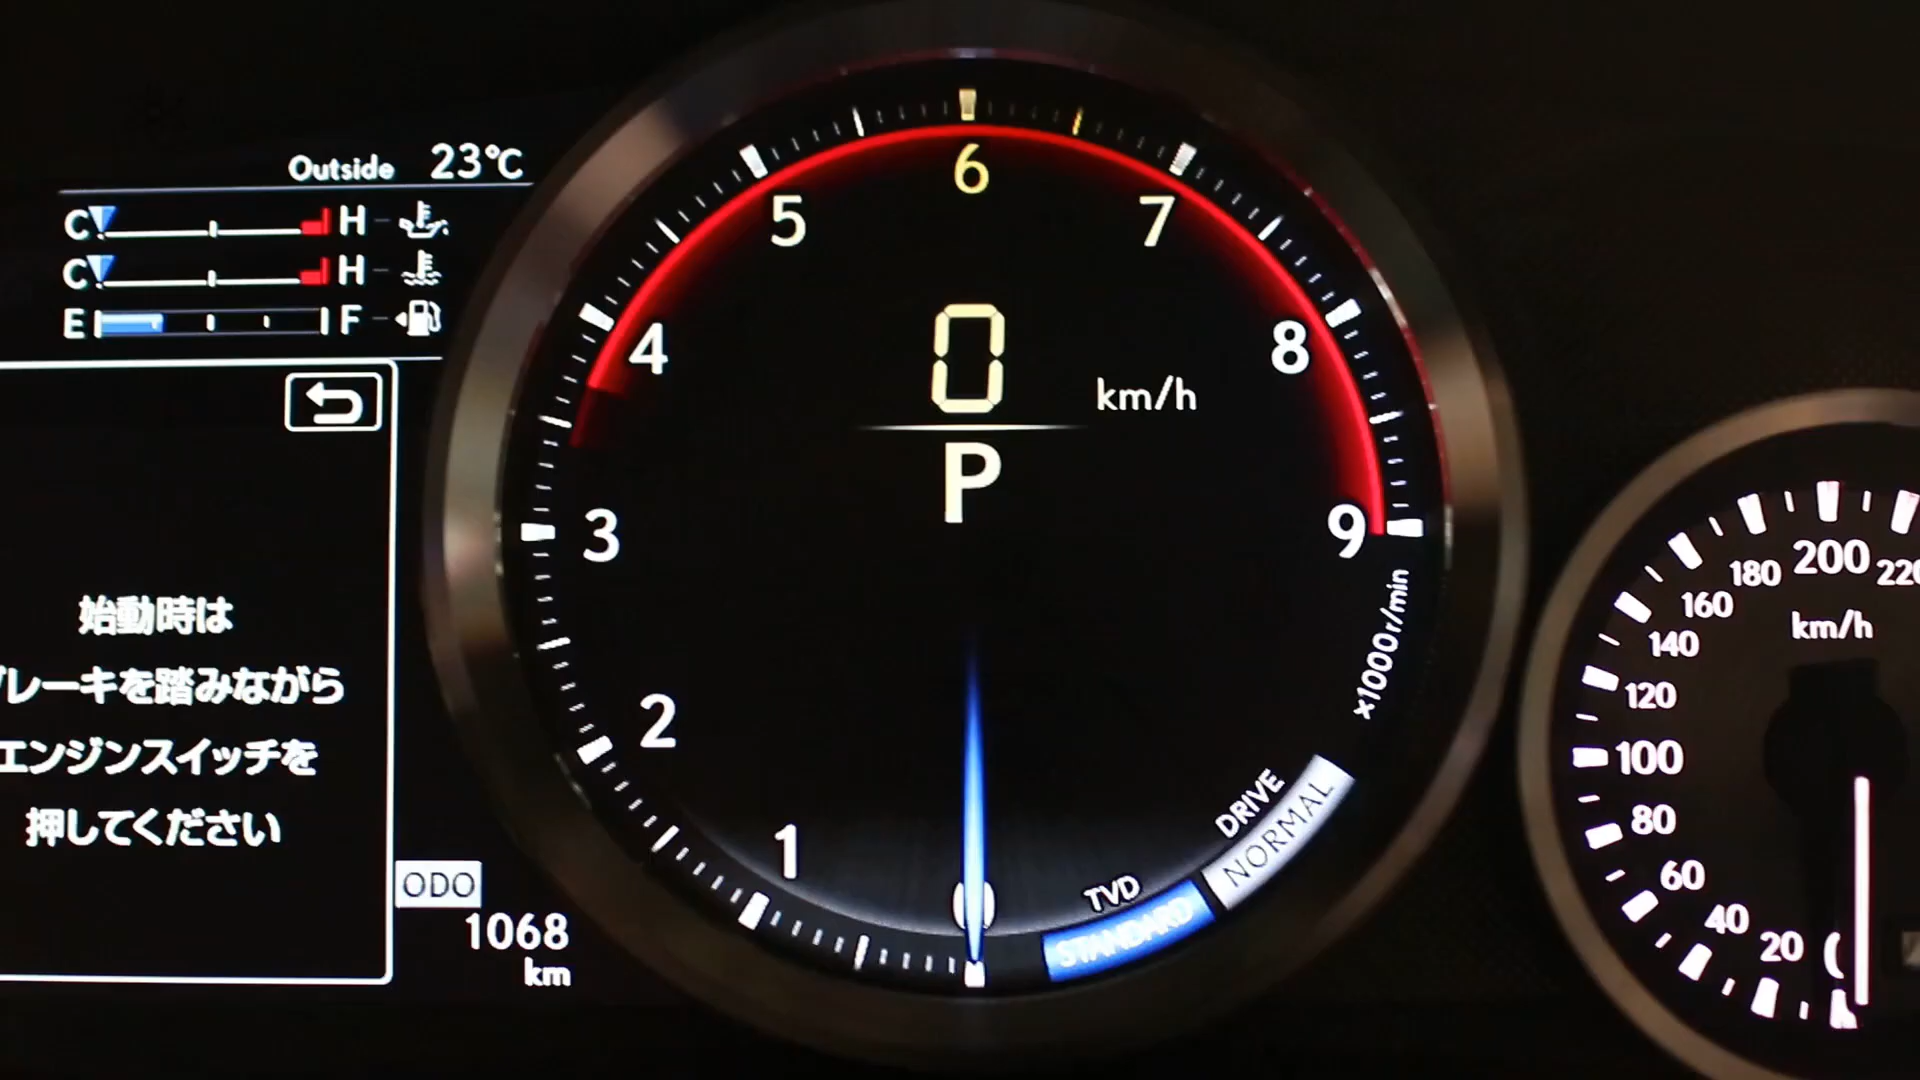 Outside 23℃
C H
C H
E F
始動時は
ブレーキを踏みながら
エンジンスイッチを
押してください
ODO
1068
km
0
1
2
3
4
5
6
7
8
9
×1000r/min
0
km/h
P
DRIVE
NORMAL
TVD
STANDARD
20
40
60
80
100
120
140
160
180
200
220
km/h